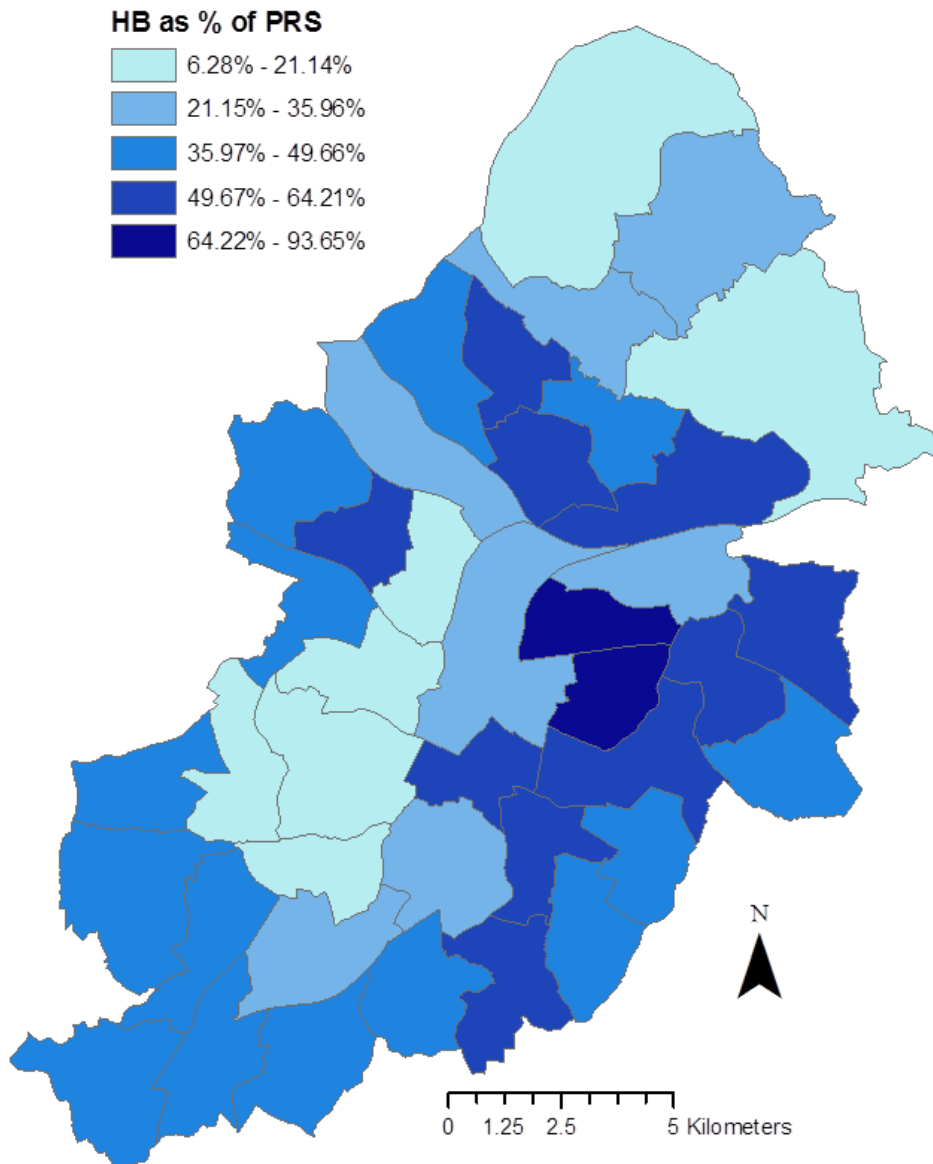 HB as % of PRS
6.28% - 21.14%
21.15% - 35.96%
35.97% - 49.66%
49.67% - 64.21%
64.22% - 93.65%
N
0 1.25 2.5 5 Kilometers